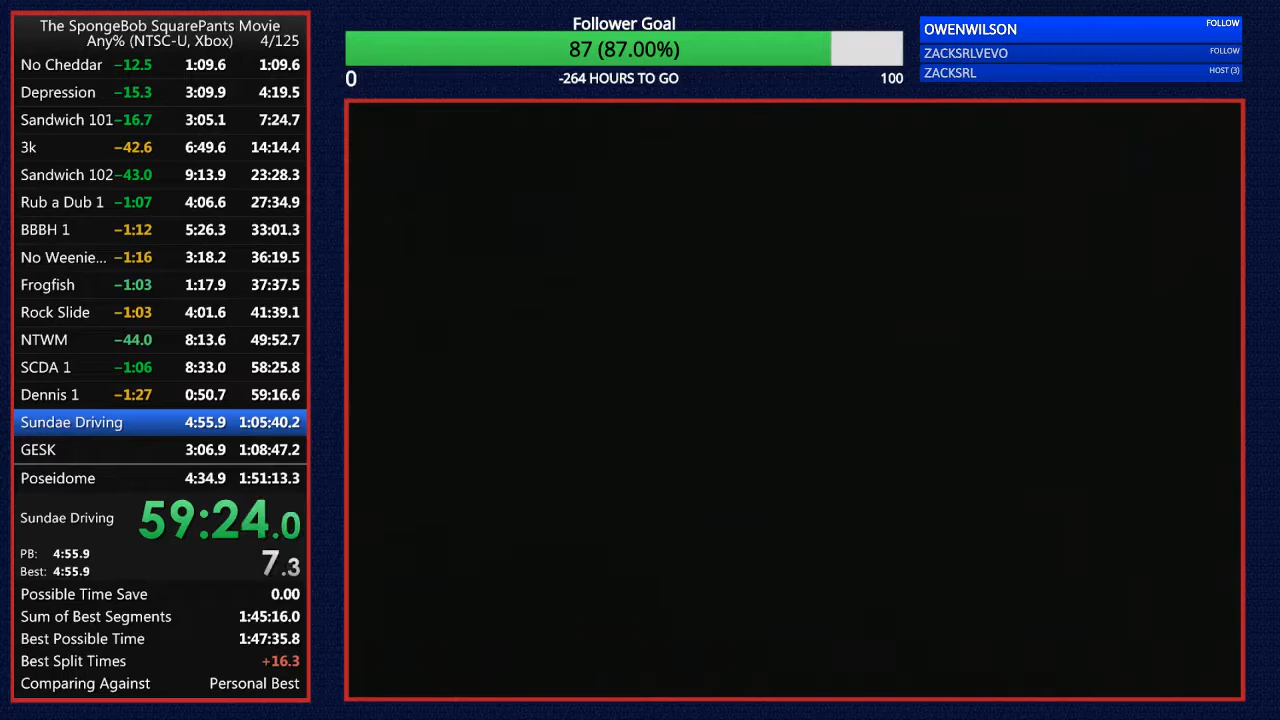 The SpongeBob SquarePants Movie
Any% (NTSC-U, Xbox) 4/125
No Cheddar −12.5 1:09.6 1:09.6
Depression −15.3 3:09.9 4:19.5
Sandwich 101 −16.7 3:05.1 7:24.7
3k −42.6 6:49.6 14:14.4
Sandwich 102 −43.0 9:13.9 23:28.3
Rub a Dub 1 −1:07 4:06.6 27:34.9
BBBH 1 −1:12 5:26.3 33:01.3
No Weenie... −1:16 3:18.2 36:19.5
Frogfish −1:03 1:17.9 37:37.5
Rock Slide −1:03 4:01.6 41:39.1
NTWM −44.0 8:13.6 49:52.7
SCDA 1 −1:06 8:33.0 58:25.8
Dennis 1 −1:27 0:50.7 59:16.6
Sundae Driving 4:55.9 1:05:40.2
GF$K 3:06.9 1:08:47.2
Poseidome 4:34.9 1:51:13.3
Sundae Driving 59:24.0
PB: 4:55.9
Best: 4:55.9
7.3
Possible Time Save 0.00
Sum of Best Segments 1:45:16.0
Best Possible Time 1:47:35.8
Best Split Times +16.3
Comparing Against Personal Best
Follower Goal
87 (87.00%)
0 -264 HOURS TO GO 100
OWENWILSON FOLLOW
ZACKSRLVEVO FOLLOW
ZACKSRL HOST (3)